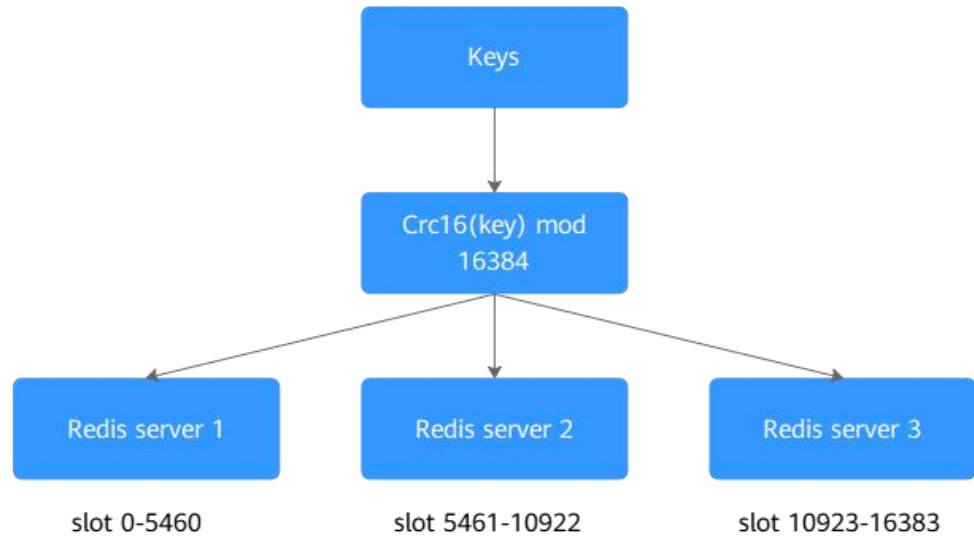 Keys
Crc16(key) mod
16384
Redis server 1
Redis server 2
Redis server 3
slot 0-5460
slot 5461-10922
slot 10923-16383